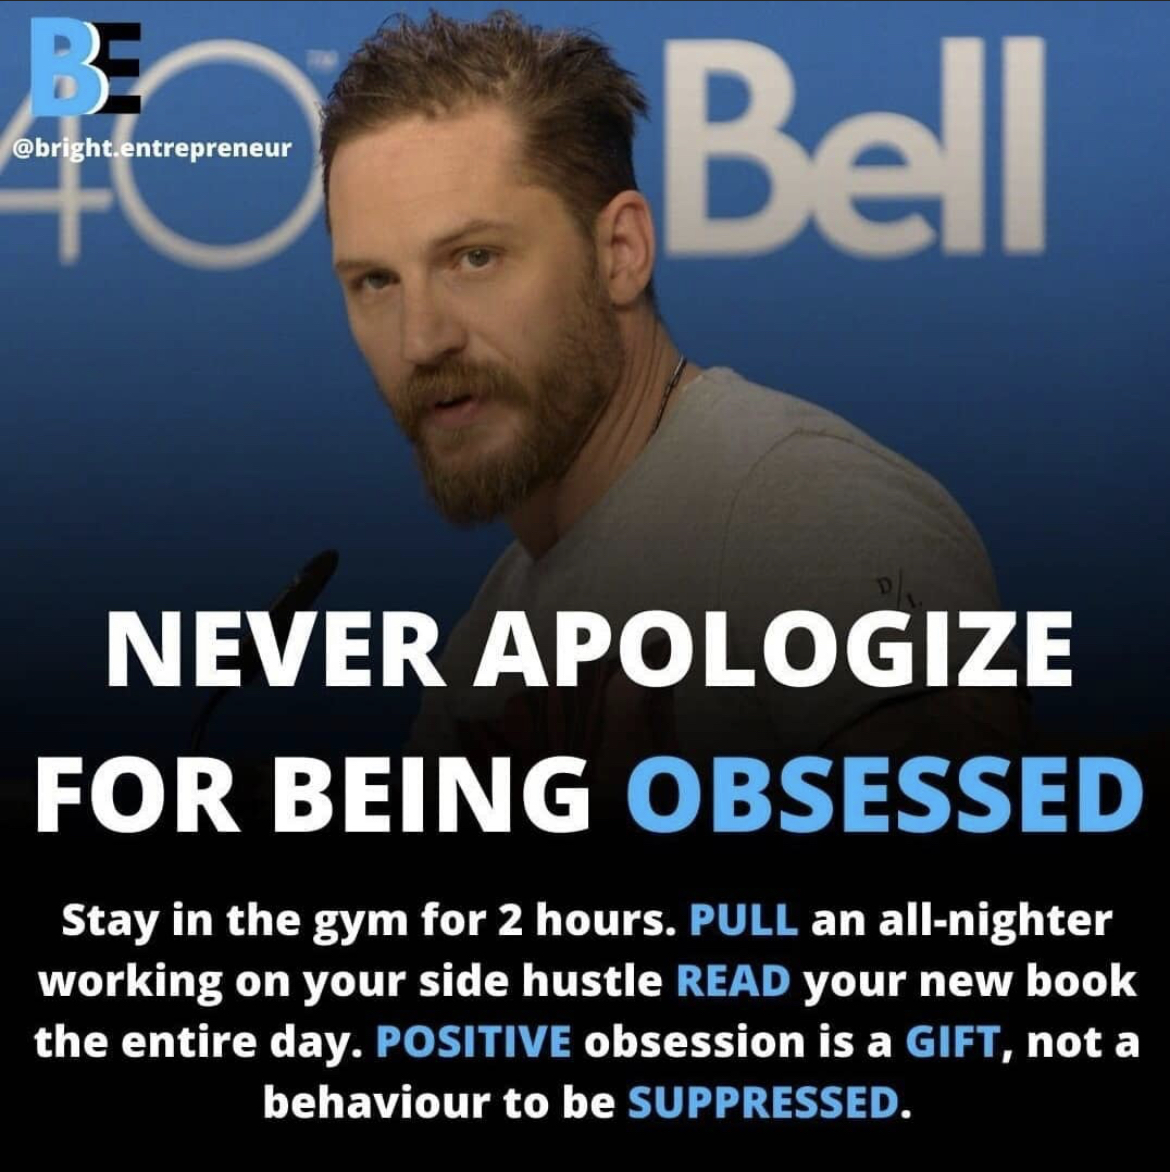 BE
@bright.entrepreneur
40 ™
Bell
D/
NEVER APOLOGIZE
FOR BEING OBSESSED
Stay in the gym for 2 hours. PULL an all-nighter
working on your side hustle READ your new book
the entire day. POSITIVE obsession is a GIFT, not a
behaviour to be SUPPRESSED.